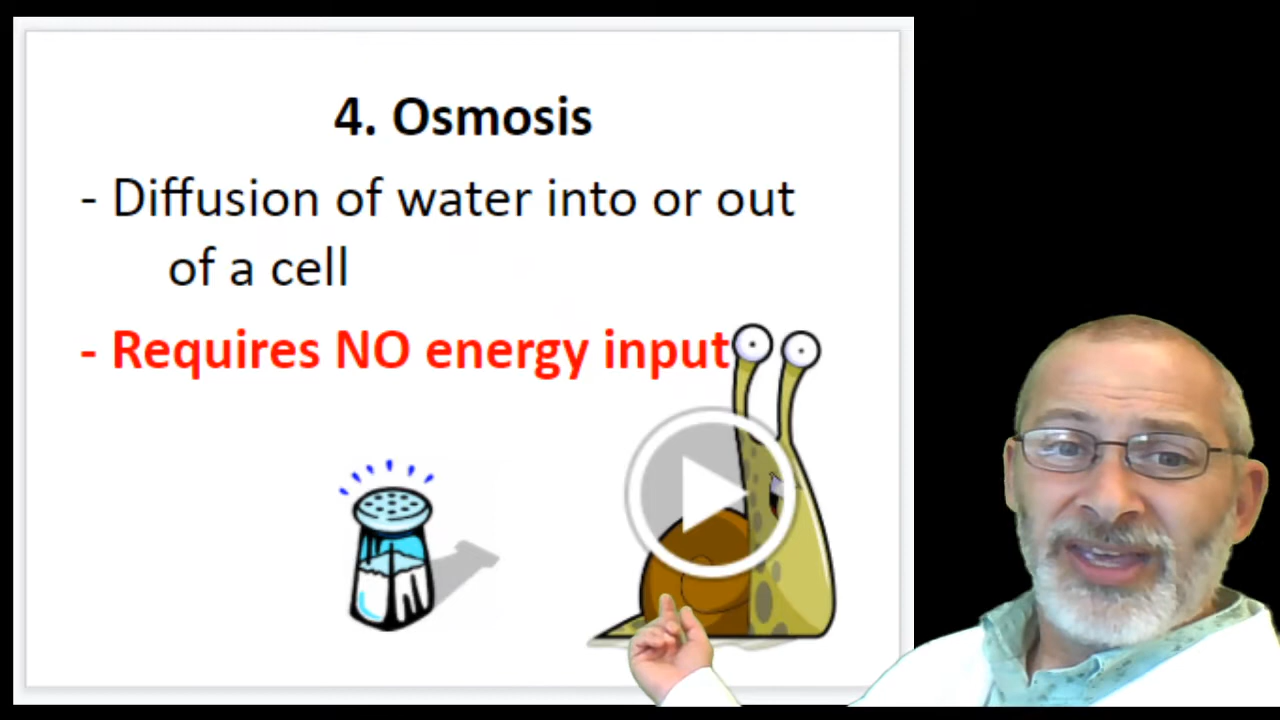 4. Osmosis
- Diffusion of water into or out
of a cell
- Requires NO energy input